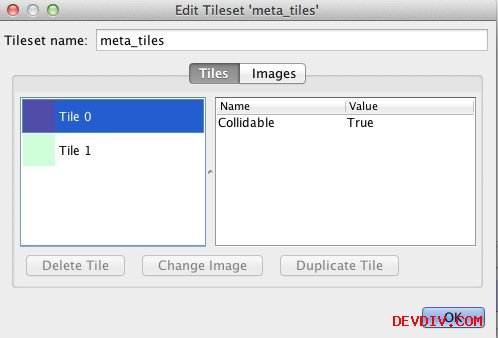 Edit Tileset 'meta_tiles'
Tileset name: meta_tiles
Tiles Images
Tile 0
Tile 1
Name Value
Collidable True
Delete Tile Change Image Duplicate Tile
OK
DEVDIV.COM